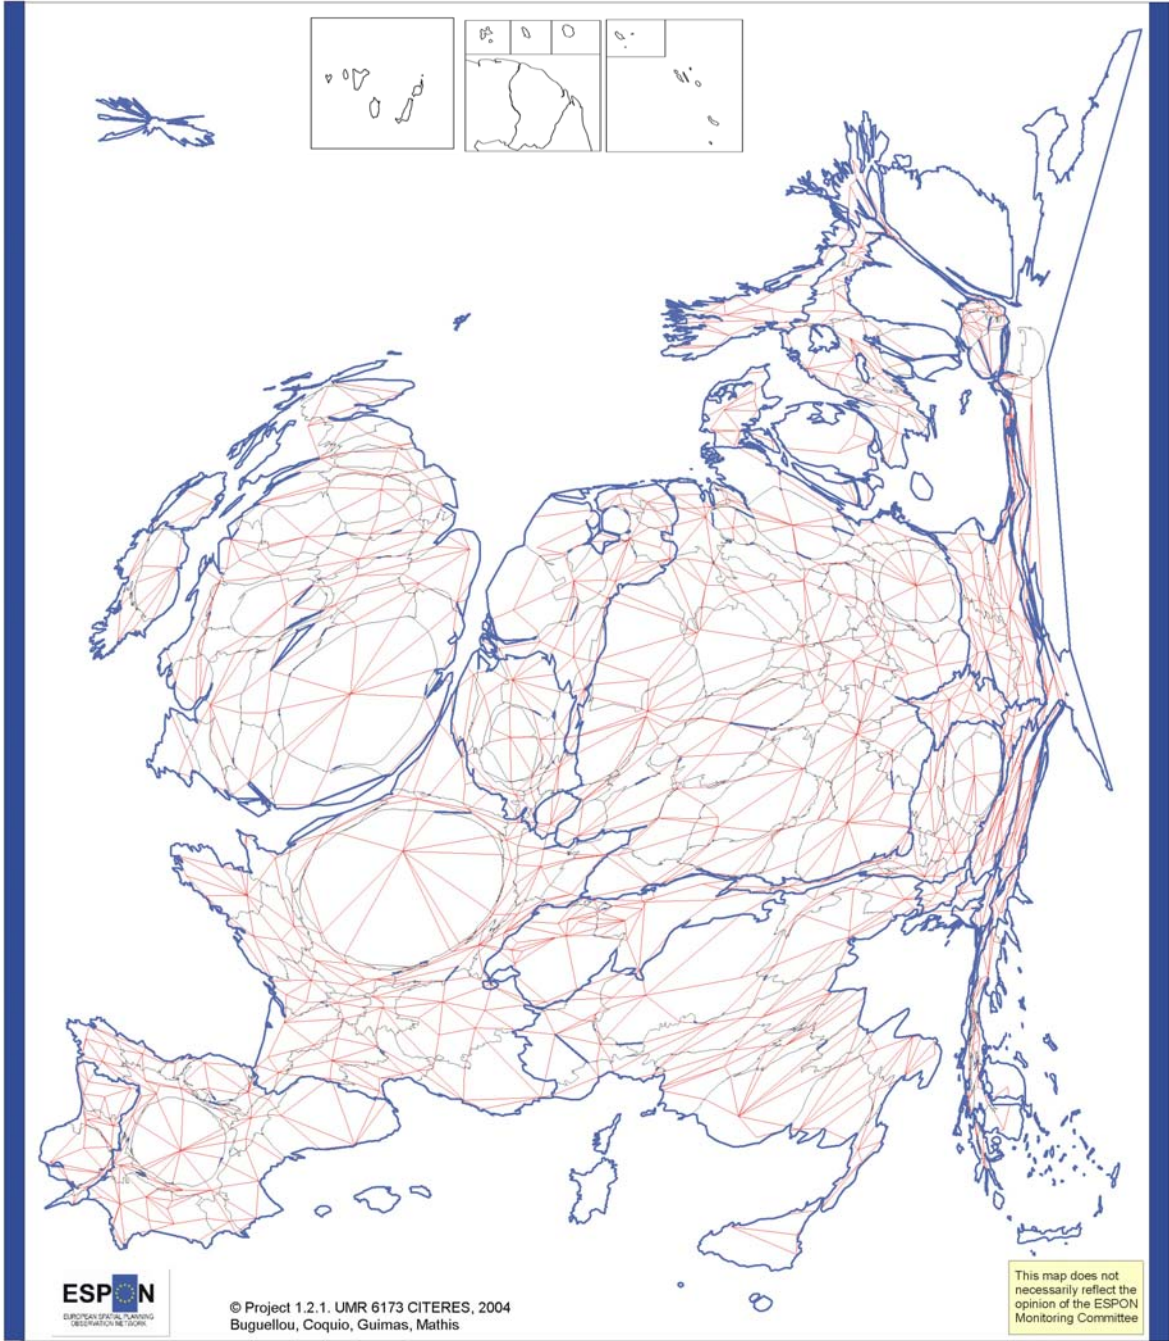 ESPON
EUROPEAN SPATIAL PLANNING
OBSERVATION NETWORK
© Project 1.2.1. UMR 6173 CITERES, 2004
Buguellou, Coquio, Guimas, Mathis
This map does not
necessarily reflect the
opinion of the ESPON
Monitoring Committee